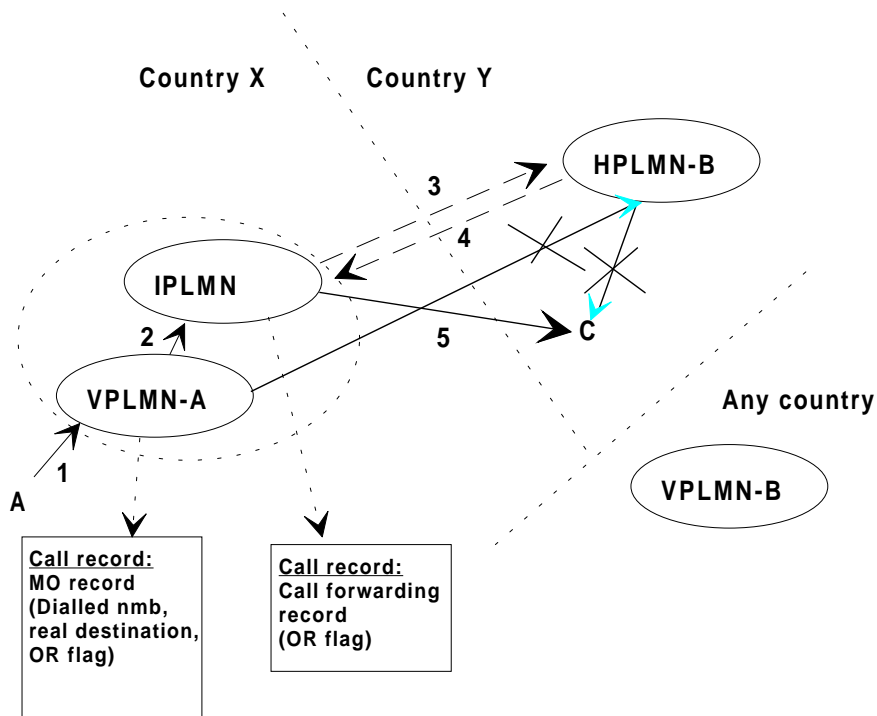 Country X
Country Y
HPLMN-B
3
4
IPLMN
2
5
C
VPLMN-A
Any country
1
A
VPLMN-B
Call record:
MO record
(Dialled nmb,
real destination,
OR flag)
Call record:
Call forwarding
record
(OR flag)